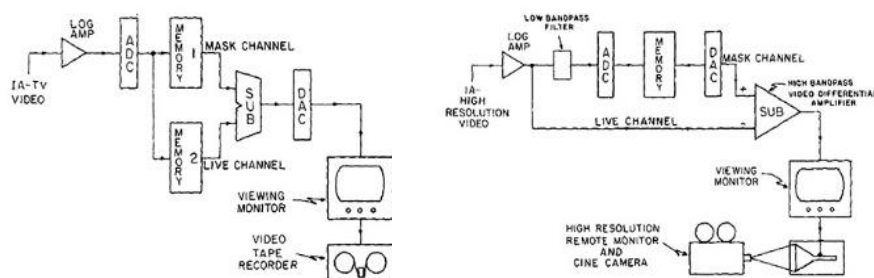 LOG
AMP
IA-TV
VIDEO
ADC
MEMORY
1
MASK CHANNEL
MEMORY
2
LIVE CHANNEL
SUB
DAC
VIEWING
MONITOR
VIDEO
TAPE
RECORDER
LOW BANDPASS
FILTER
LOG
AMP
IA-
HIGH
RESOLUTION
VIDEO
ADC
MEMORY
DAC
MASK CHANNEL
+
HIGH BANDPASS
VIDEO DIFFERENTIAL
AMPLIFIER
SUB
-
LIVE CHANNEL
VIEWING
MONITOR
HIGH RESOLUTION
REMOTE MONITOR
AND
CINE CAMERA